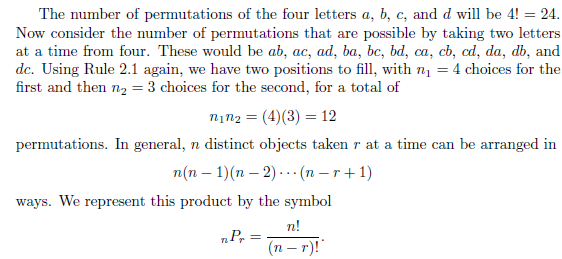 The number of permutations of the four letters a, b, c, and d will be 4! = 24.
Now consider the number of permutations that are possible by taking two letters
at a time from four. These would be ab, ac, ad, ba, bc, bd, ca, cb, cd, da, db, and
dc. Using Rule 2.1 again, we have two positions to fill, with n₁ = 4 choices for the
first and then n₂ = 3 choices for the second, for a total of
n₁n₂ = (4)(3) = 12
permutations. In general, n distinct objects taken r at a time can be arranged in
n(n − 1)(n − 2) · · · (n − r + 1)
ways. We represent this product by the symbol
ₙPᵣ = n! / (n − r)! .